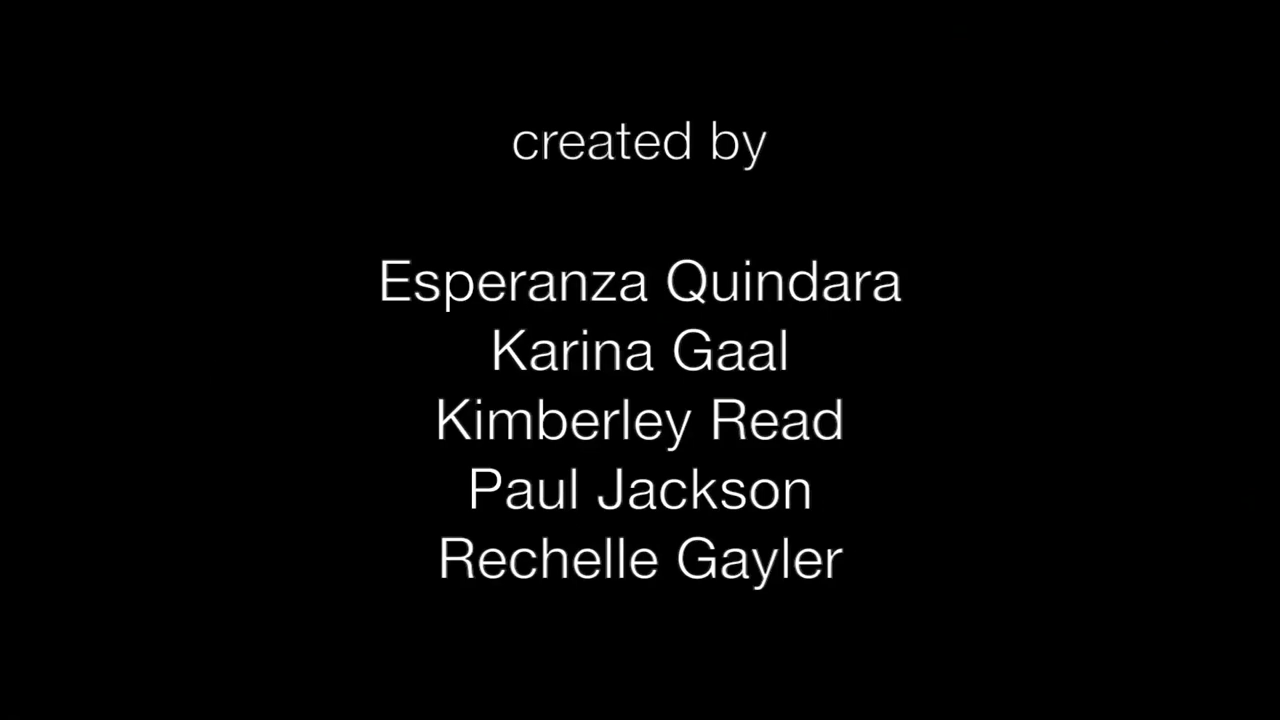 created by
Esperanza Quindara
Karina Gaal
Kimberley Read
Paul Jackson
Rechelle Gayler